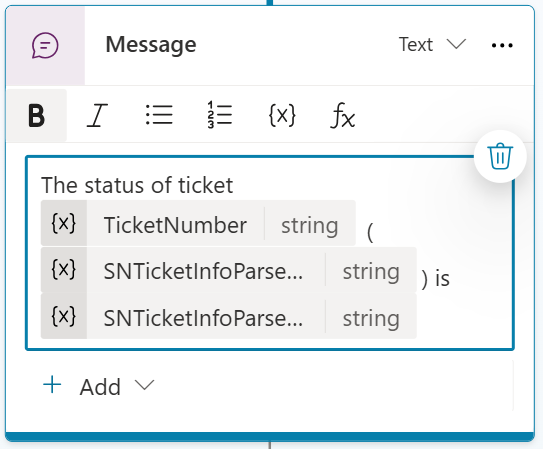 Message Text
B I {x} fx
The status of ticket
{x} TicketNumber string (
{x} SNTicketInfoParse... string ) is
{x} SNTicketInfoParse... string
+ Add